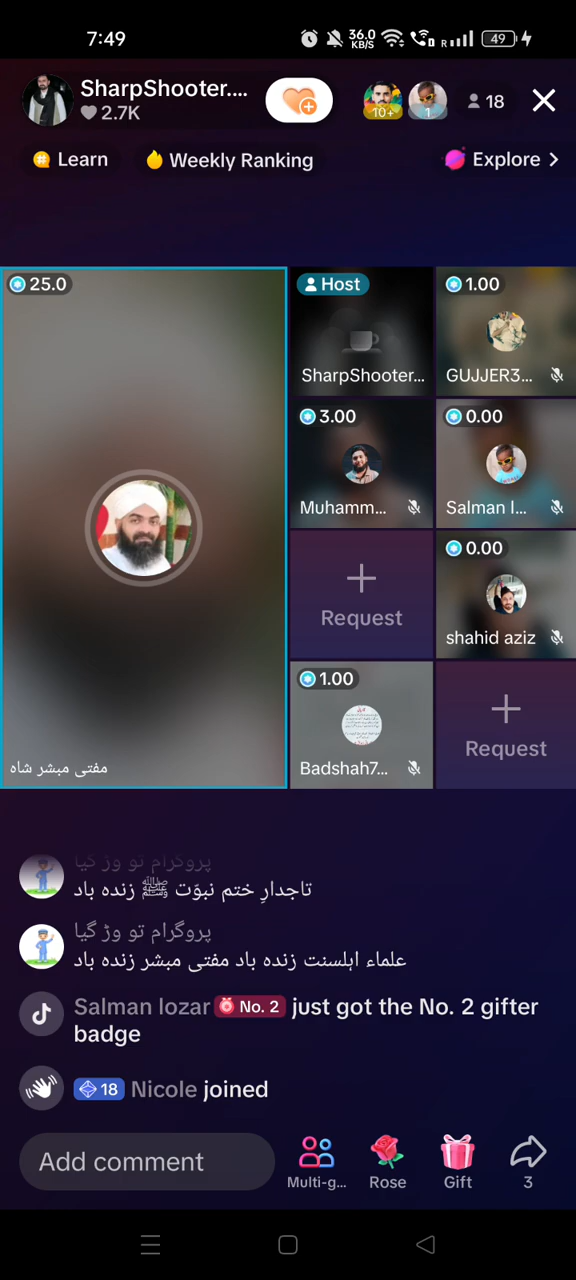 7:49
36.0
KB/S
R
49
SharpShooter....
2.7K
10+
1
18
Learn
Weekly Ranking
Explore
25.0
Host
1.00
SharpShooter...
GUJJER3...
3.00
0.00
Muhamm...
Salman l...
0.00
Request
shahid aziz
1.00
Request
Badshah7...
مفتی مبشر شاہ
پروگرام تو وڑ گیا
تاجدارِ ختم نبوّت ﷺ زندہ باد
پروگرام تو وڑ گیا
علماء اہلسنت زندہ باد مفتی مبشر زندہ باد
Salman lozar No. 2 just got the No. 2 gifter
badge
18 Nicole joined
Add comment
Multi-g...
Rose
Gift
3